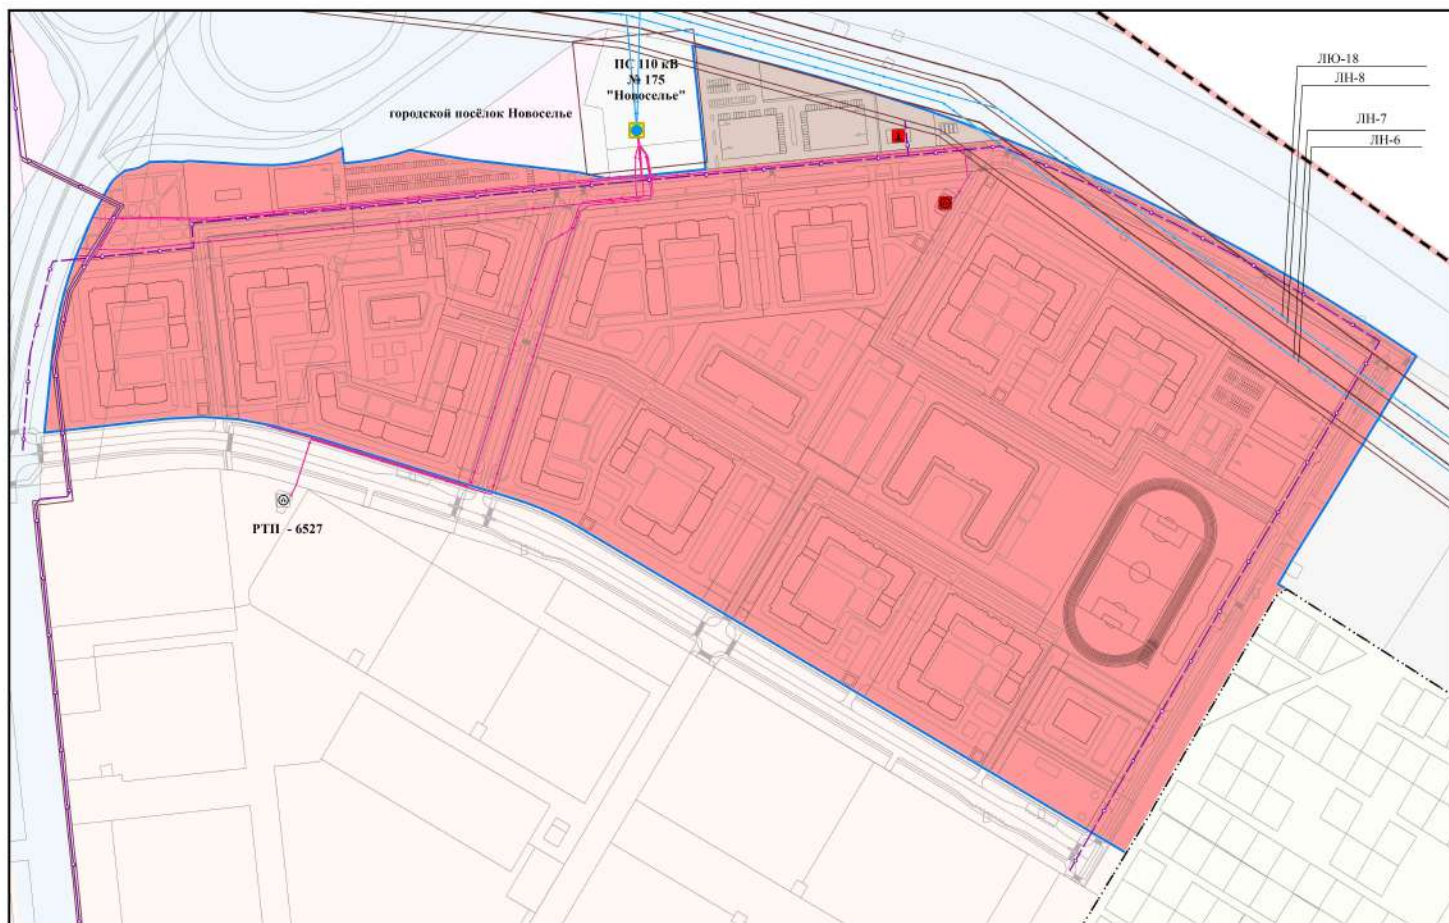 ПС 110 кВ
№ 175
"Новоселье"
городской посёлок Новоселье
ЛЮ-18
ЛН-8
ЛН-7
ЛН-6
РТП - 6527